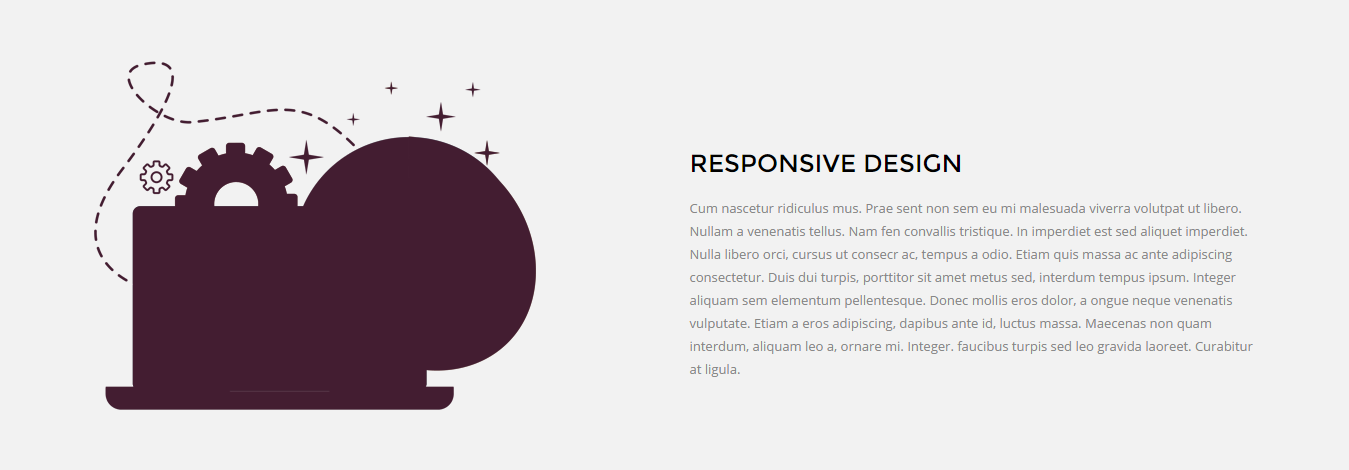 RESPONSIVE DESIGN
Cum nascetur ridiculus mus. Prae sent non sem eu mi malesuada viverra volutpat ut libero.
Nullam a venenatis tellus. Nam fen convallis tristique. In imperdiet est sed aliquet imperdiet.
Nulla libero orci, cursus ut consecr ac, tempus a odio. Etiam quis massa ac ante adipiscing
consectetur. Duis dui turpis, porttitor sit amet metus sed, interdum tempus ipsum. Integer
aliquam sem elementum pellentesque. Donec mollis eros dolor, a ongue neque venenatis
vulputate. Etiam a eros adipiscing, dapibus ante id, luctus massa. Maecenas non quam
interdum, aliquam leo a, ornare mi. Integer. faucibus turpis sed leo gravida laoreet. Curabitur
at ligula.